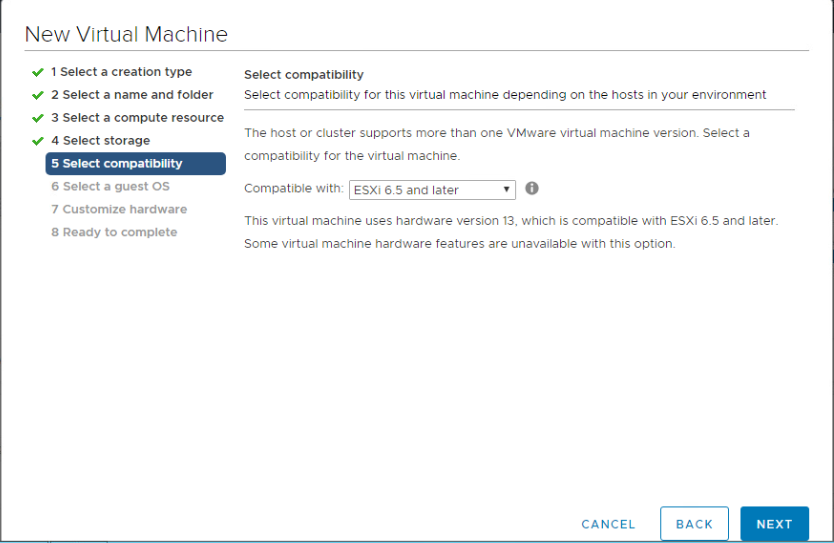 New Virtual Machine
1 Select a creation type
2 Select a name and folder
3 Select a compute resource
4 Select storage
5 Select compatibility
6 Select a guest OS
7 Customize hardware
8 Ready to complete
Select compatibility
Select compatibility for this virtual machine depending on the hosts in your environment
The host or cluster supports more than one VMware virtual machine version. Select a
compatibility for the virtual machine.
Compatible with: ESXi 6.5 and later
This virtual machine uses hardware version 13, which is compatible with ESXi 6.5 and later.
Some virtual machine hardware features are unavailable with this option.
CANCEL BACK NEXT